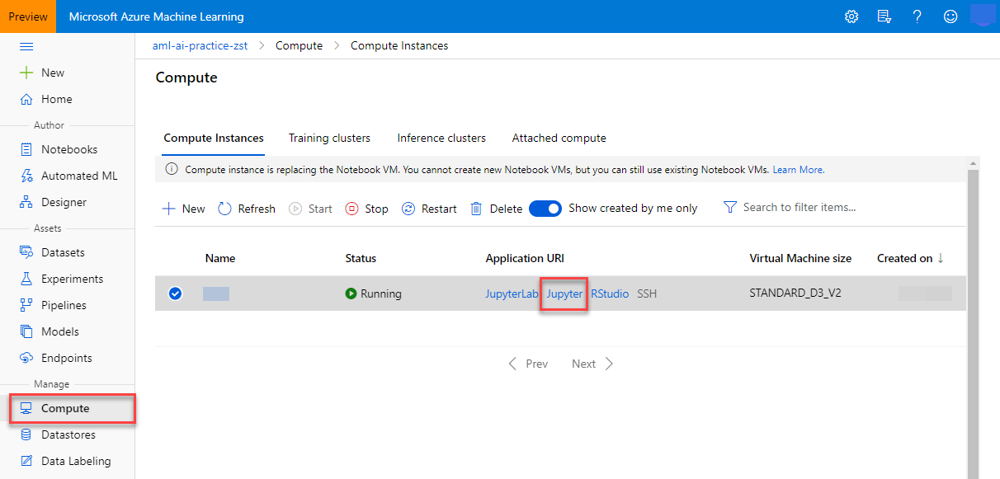 Preview Microsoft Azure Machine Learning
aml-ai-practice-zst > Compute > Compute Instances
New
Home
Author
Notebooks
Automated ML
Designer
Assets
Datasets
Experiments
Pipelines
Models
Endpoints
Manage
Compute
Datastores
Data Labeling
Compute
Compute Instances Training clusters Inference clusters Attached compute
Compute instance is replacing the Notebook VM. You cannot create new Notebook VMs, but you can still use existing Notebook VMs. Learn More.
New Refresh Start Stop Restart Delete Show created by me only Search to filter items...
Name Status Application URI Virtual Machine size Created on ↓
Running JupyterLab Jupyter RStudio SSH STANDARD_D3_V2
< Prev Next >